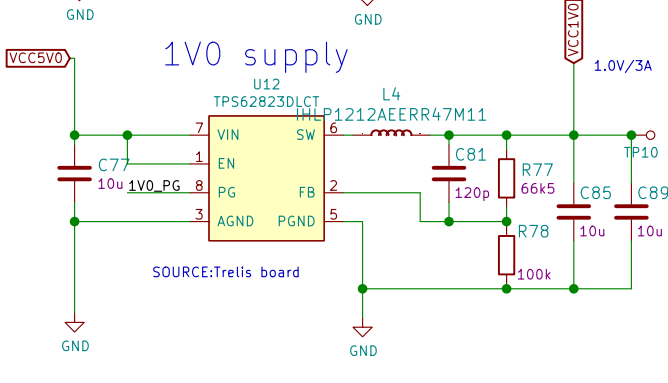 GND
GND
VCC5V0
1V0 supply
VCC1V0
1.0V/3A
U12
TPS62823DLCT
L4
IHLP1212AEERR47M11
7 VIN
SW 6
TP10
1 EN
C77
10u
C81
120p
R77
66k5
1V0_PG
8 PG
FB 2
C85
10u
C89
10u
3 AGND
PGND 5
R78
100k
SOURCE:Trelis board
GND
GND